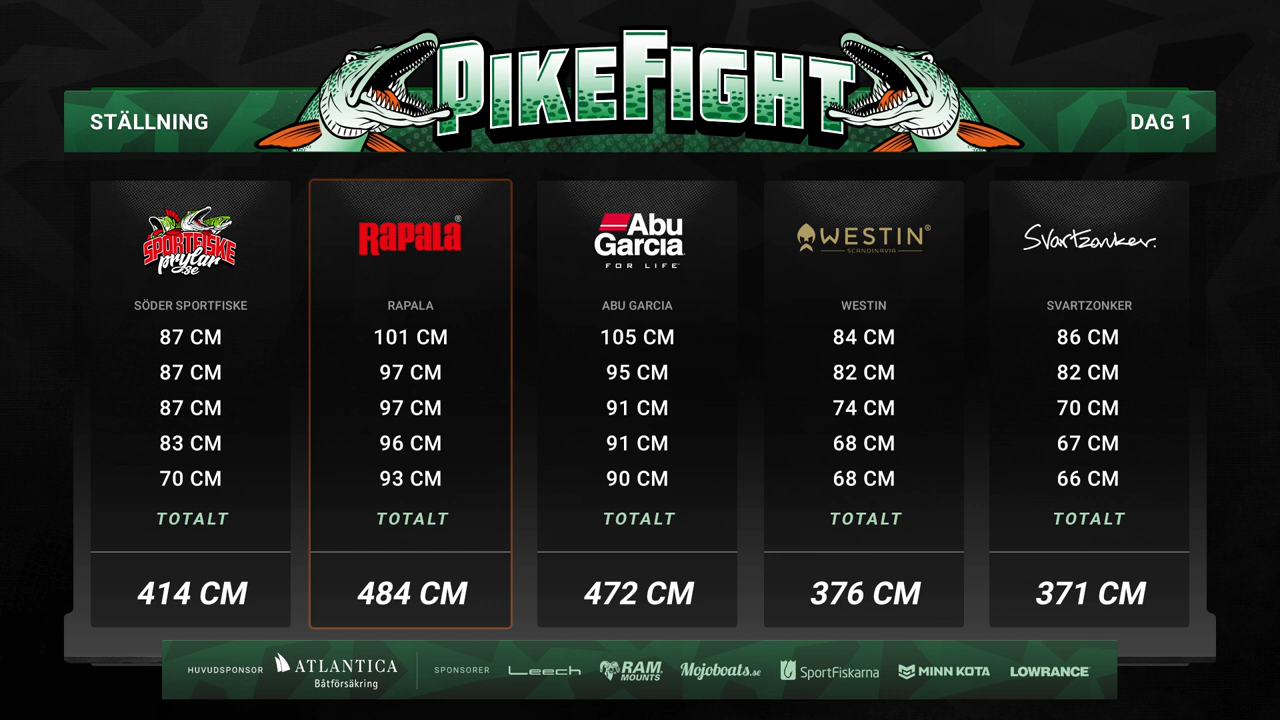 PIKEFIGHT
STÄLLNING
DAG 1
SPORTFISKE
prylar
.se
SÖDER SPORTFISKE
87 CM
87 CM
87 CM
83 CM
70 CM
TOTALT
414 CM
RAPALA®
RAPALA
101 CM
97 CM
97 CM
96 CM
93 CM
TOTALT
484 CM
Abu
Garcia
FOR LIFE™
ABU GARCIA
105 CM
95 CM
91 CM
91 CM
90 CM
TOTALT
472 CM
WESTIN®
SCANDINAVIA
WESTIN
84 CM
82 CM
74 CM
68 CM
68 CM
TOTALT
376 CM
Svartzonker.
SVARTZONKER
86 CM
82 CM
70 CM
67 CM
66 CM
TOTALT
371 CM
HUVUDSPONSOR
ATLANTICA
Båtförsäkring
SPONSORER
Leech
RAM
MOUNTS
Mojoboats.se
SportFiskarna
MINN KOTA
LOWRANCE